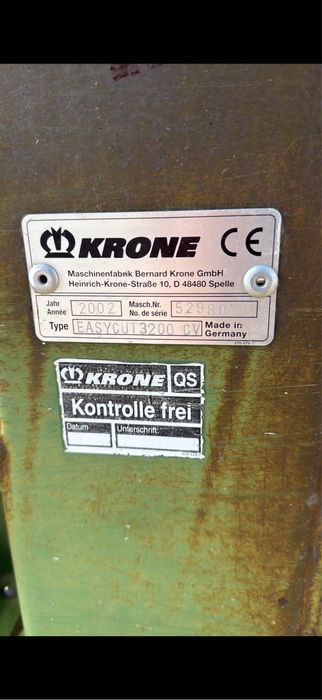 KRONE CE
Maschinenfabrik Bernard Krone GmbH
Heinrich-Krone-Straße 10, D 48480 Spelle
Jahr 2002 Masch.Nr.
Année No. de série
Type EASYCUT3200 CV Made in
Germany
KRONE QS
Kontrolle frei
Datum Unterschrift: